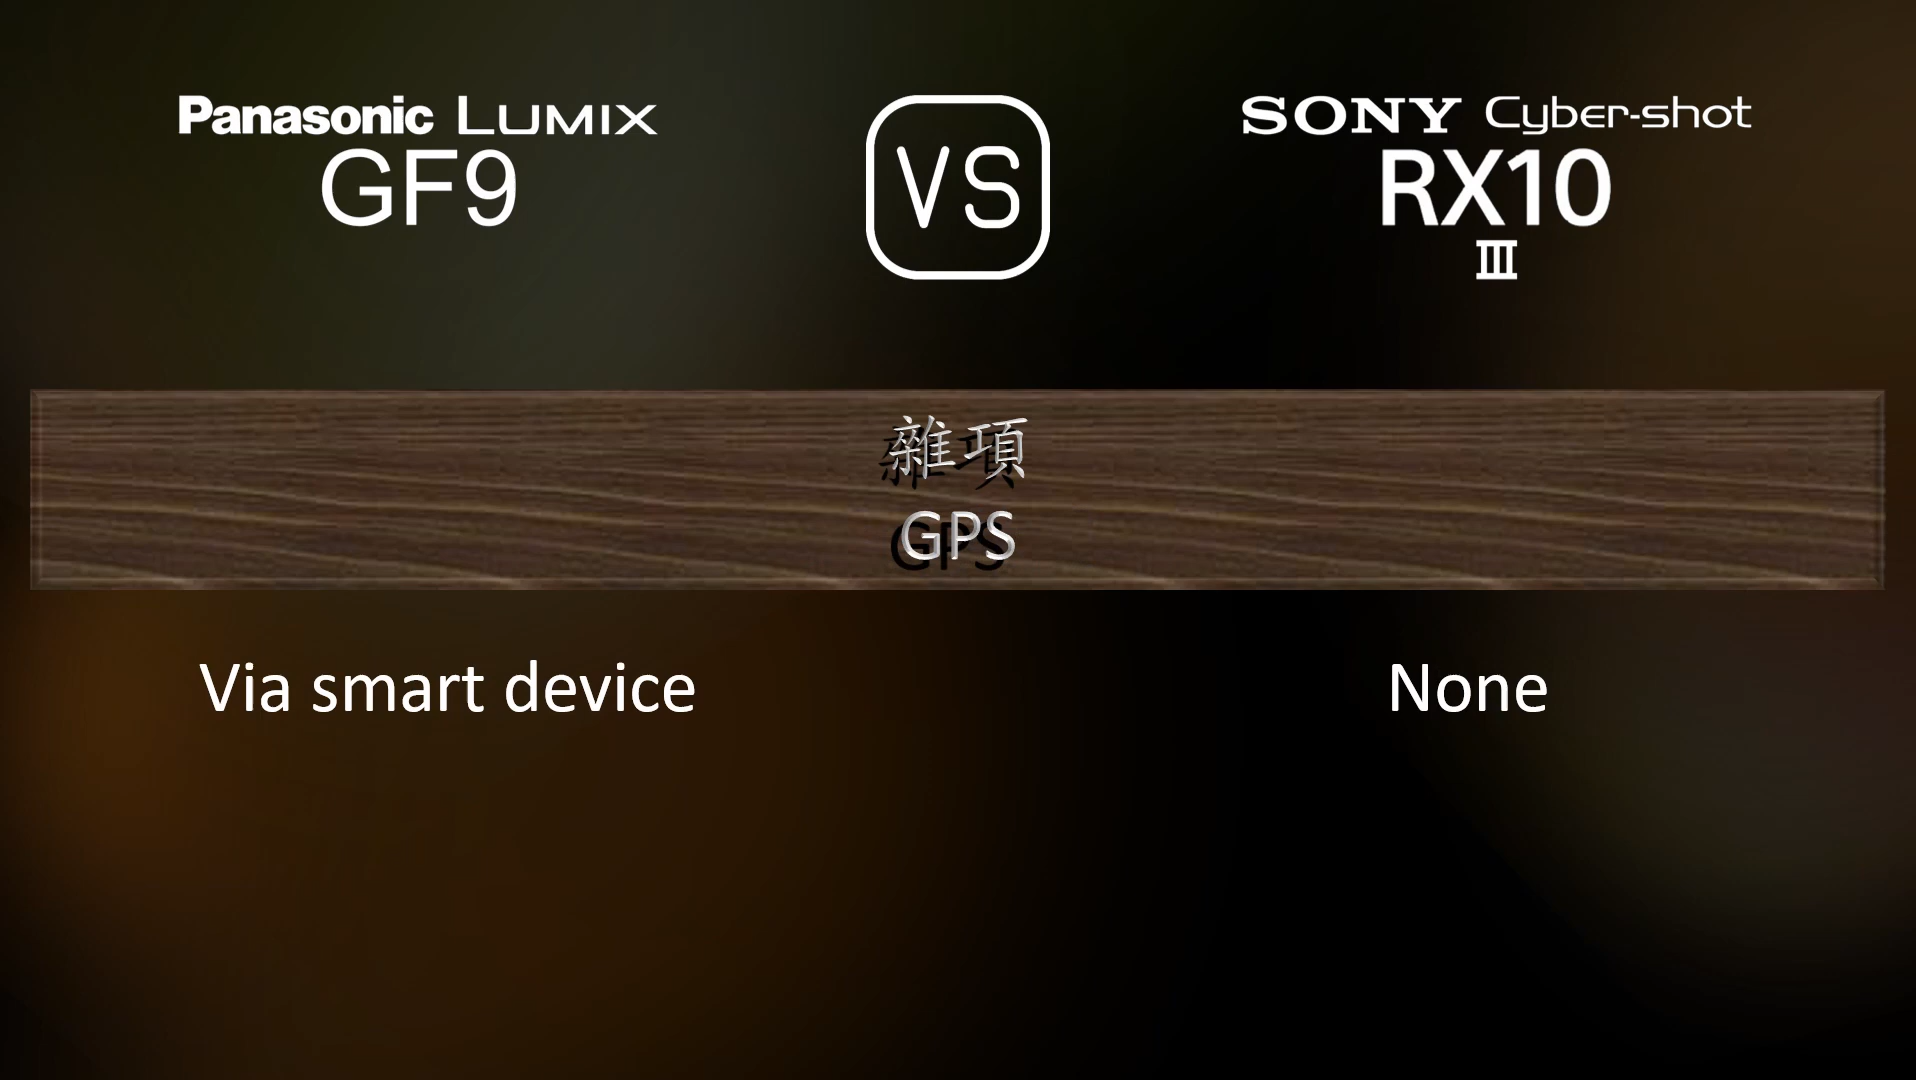 Panasonic LUMIX
GF9
VS
SONY Cyber-shot
RX10
III
雜項
GPS
Via smart device
None